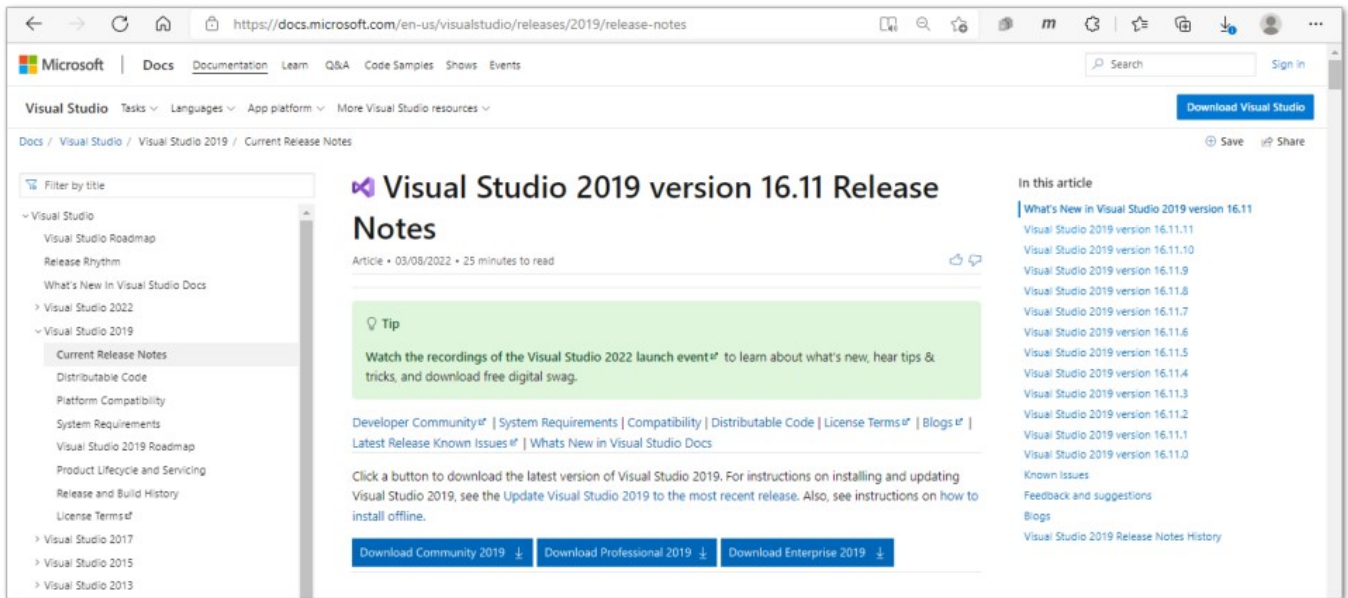 https://docs.microsoft.com/en-us/visualstudio/releases/2019/release-notes
Microsoft
Docs
Documentation
Learn
Q&A
Code Samples
Shows
Events
Search
Sign in
Visual Studio
Tasks
Languages
App platform
More Visual Studio resources
Download Visual Studio
Docs / Visual Studio / Visual Studio 2019 / Current Release Notes
Save
Share
Filter by title
Visual Studio
Visual Studio Roadmap
Release Rhythm
What's New In Visual Studio Docs
Visual Studio 2022
Visual Studio 2019
Current Release Notes
Distributable Code
Platform Compatibility
System Requirements
Visual Studio 2019 Roadmap
Product Lifecycle and Servicing
Release and Build History
License Terms
Visual Studio 2017
Visual Studio 2015
Visual Studio 2013
Visual Studio 2019 version 16.11 Release
Notes
Article • 03/08/2022 • 25 minutes to read
Tip
Watch the recordings of the Visual Studio 2022 launch event to learn about what's new, hear tips &
tricks, and download free digital swag.
Developer Community | System Requirements | Compatibility | Distributable Code | License Terms | Blogs |
Latest Release Known Issues | Whats New in Visual Studio Docs
Click a button to download the latest version of Visual Studio 2019. For instructions on installing and updating
Visual Studio 2019, see the Update Visual Studio 2019 to the most recent release. Also, see instructions on how to
install offline.
Download Community 2019
Download Professional 2019
Download Enterprise 2019
In this article
What's New in Visual Studio 2019 version 16.11
Visual Studio 2019 version 16.11.11
Visual Studio 2019 version 16.11.10
Visual Studio 2019 version 16.11.9
Visual Studio 2019 version 16.11.8
Visual Studio 2019 version 16.11.7
Visual Studio 2019 version 16.11.6
Visual Studio 2019 version 16.11.5
Visual Studio 2019 version 16.11.4
Visual Studio 2019 version 16.11.3
Visual Studio 2019 version 16.11.2
Visual Studio 2019 version 16.11.1
Visual Studio 2019 version 16.11.0
Known Issues
Feedback and suggestions
Blogs
Visual Studio 2019 Release Notes History